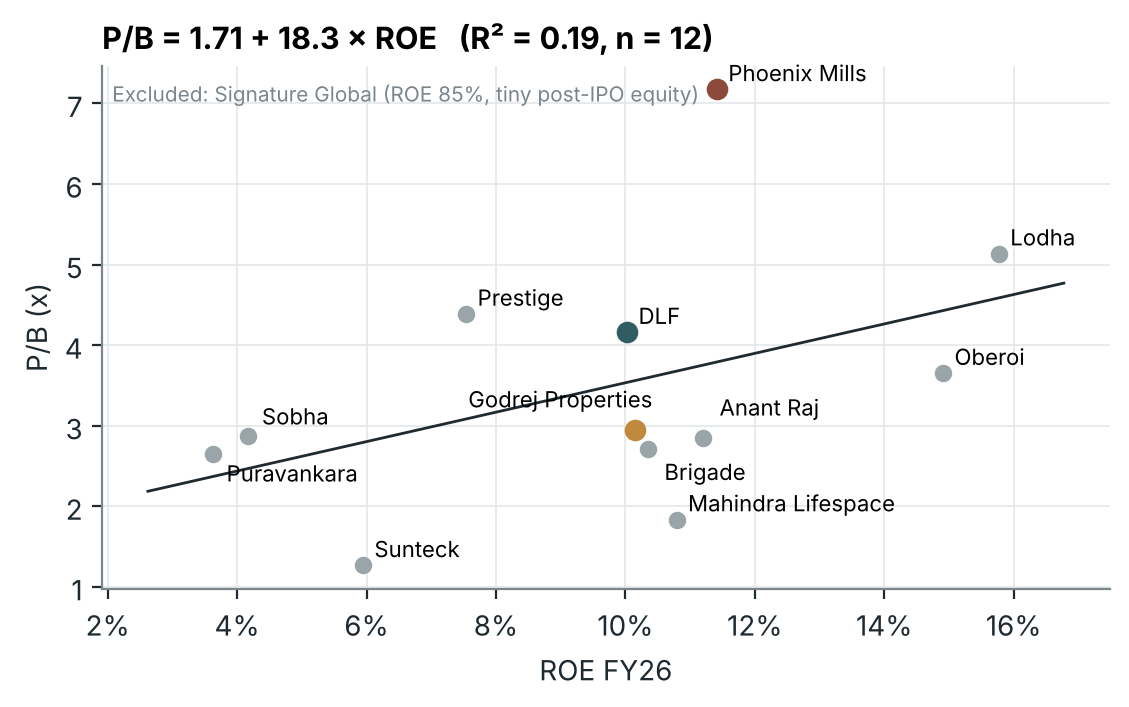 P/B = 1.71 + 18.3 × ROE (R² = 0.19, n = 12)
Excluded: Signature Global (ROE 85%, tiny post-IPO equity)
Phoenix Mills
Lodha
Prestige
DLF
Oberoi
Godrej Properties
Anant Raj
Sobha
Puravankara
Brigade
Mahindra Lifespace
Sunteck
P/B (x)
7
6
5
4
3
2
1
2% 4% 6% 8% 10% 12% 14% 16%
ROE FY26